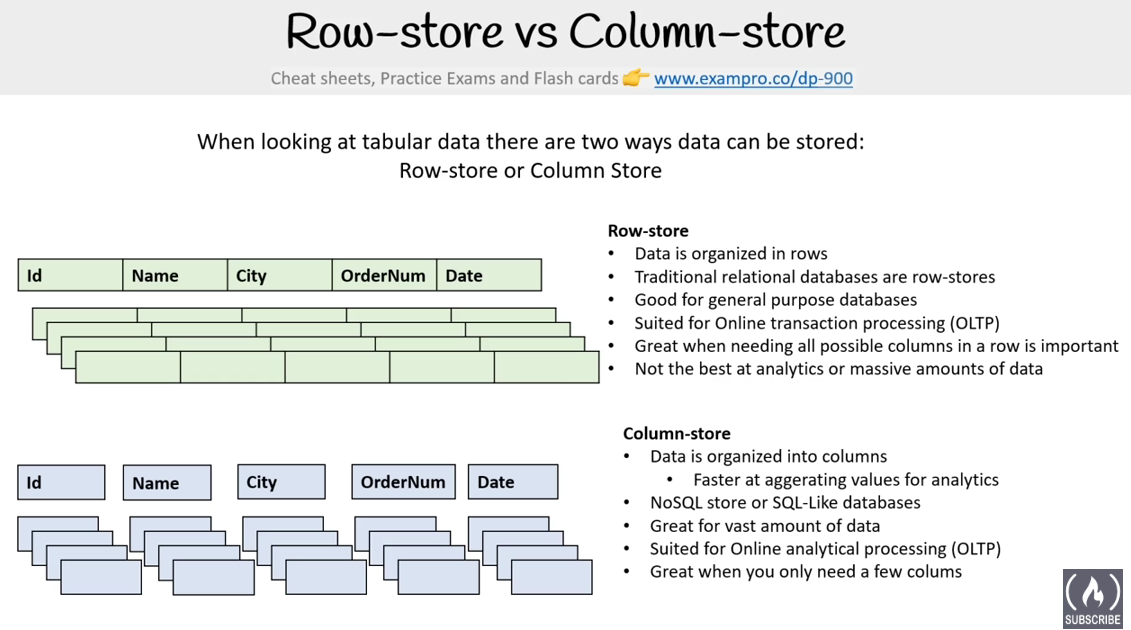 Row-store vs Column-store
Cheat sheets, Practice Exams and Flash cards www.exampro.co/dp-900
When looking at tabular data there are two ways data can be stored:
Row-store or Column Store
Id Name City OrderNum Date
Row-store
• Data is organized in rows
• Traditional relational databases are row-stores
• Good for general purpose databases
• Suited for Online transaction processing (OLTP)
• Great when needing all possible columns in a row is important
• Not the best at analytics or massive amounts of data
Id Name City OrderNum Date
Column-store
• Data is organized into columns
• Faster at aggerating values for analytics
• NoSQL store or SQL-Like databases
• Great for vast amount of data
• Suited for Online analytical processing (OLTP)
• Great when you only need a few colums
SUBSCRIBE